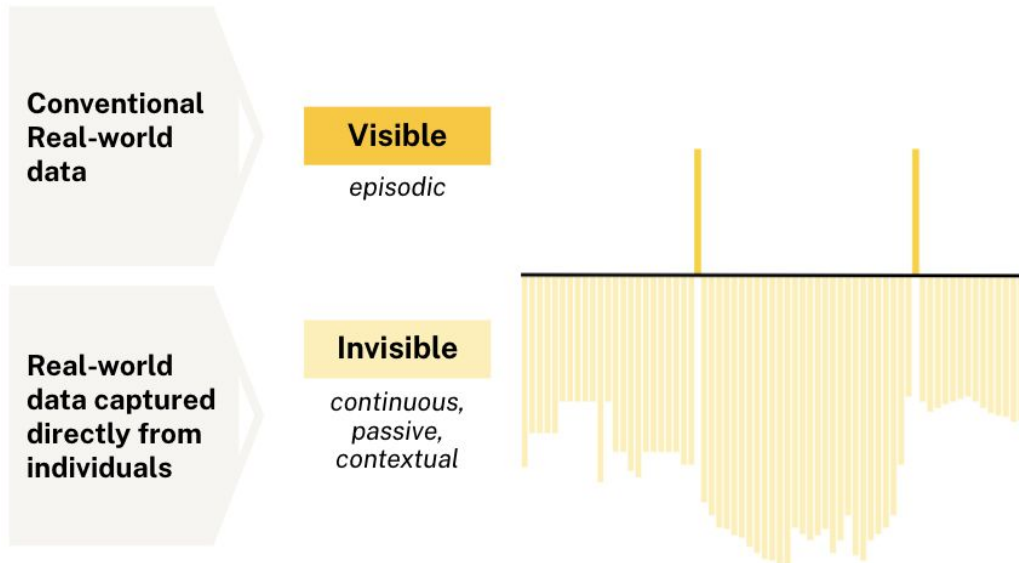 Conventional
Real-world
data
Visible
episodic
Real-world
data captured
directly from
individuals
Invisible
continuous,
passive,
contextual